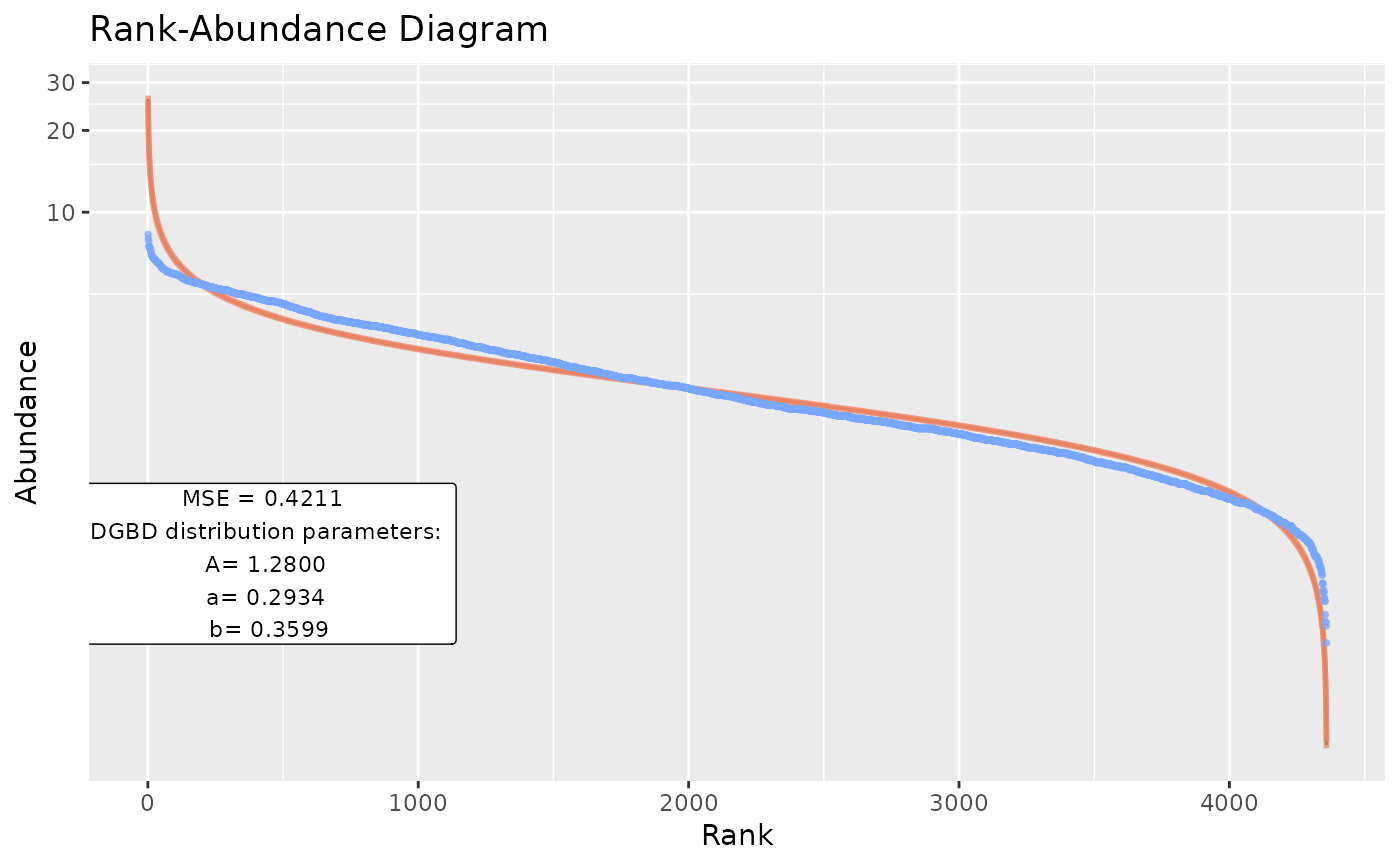 Rank-Abundance Diagram
30
20
10
Abundance
MSE = 0.4211
DGBD distribution parameters:
A= 1.2800
a= 0.2934
b= 0.3599
0 1000 2000 3000 4000
Rank